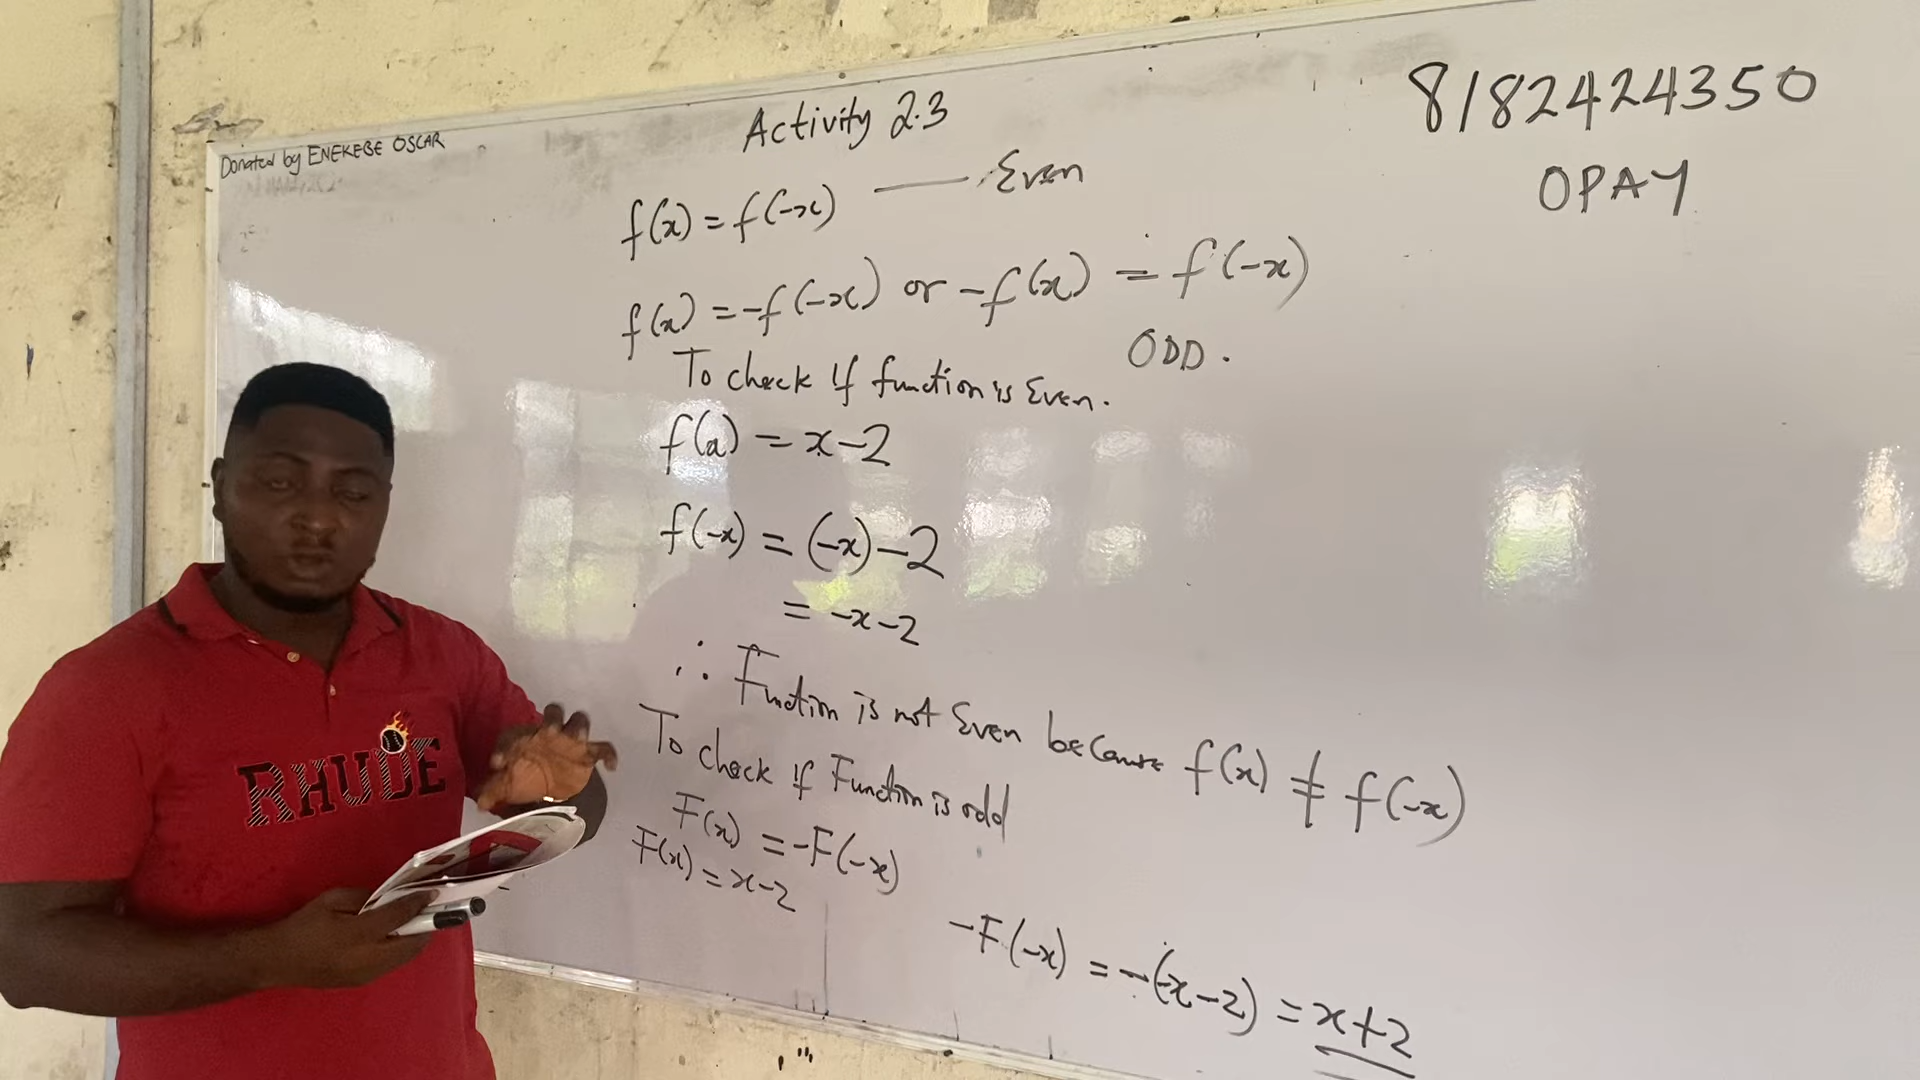 Donated by ENEKEBE OSCAR
Activity 2.3
8182424350
OPAY
f(x) = f(-x) —— Even
f(x) = -f(-x) or -f(x) = f(-x)
ODD.
To check if function is Even.
f(x) = x-2
f(-x) = (-x)-2
= -x-2
∴ Function is not Even because f(x) ≠ f(-x)
To check if Function is odd
F(x) = -F(-x)
F(x) = x-2
-F(-x) = -(-x-2) = x+2
RHUDE